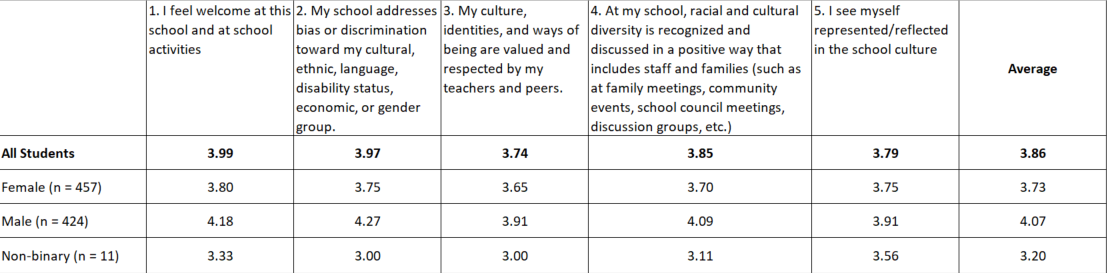 1. I feel welcome at this
school and at school
activities
2. My school addresses
bias or discrimination
toward my cultural,
ethnic, language,
disability status,
economic, or gender
group.
3. My culture,
identities, and ways of
being are valued and
respected by my
teachers and peers.
4. At my school, racial and cultural
diversity is recognized and
discussed in a positive way that
includes staff and families (such as
at family meetings, community
events, school council meetings,
discussion groups, etc.)
5. I see myself
represented/reflected
in the school culture
Average
All Students 3.99 3.97 3.74 3.85 3.79 3.86
Female (n = 457) 3.80 3.75 3.65 3.70 3.75 3.73
Male (n = 424) 4.18 4.27 3.91 4.09 3.91 4.07
Non-binary (n = 11) 3.33 3.00 3.00 3.11 3.56 3.20